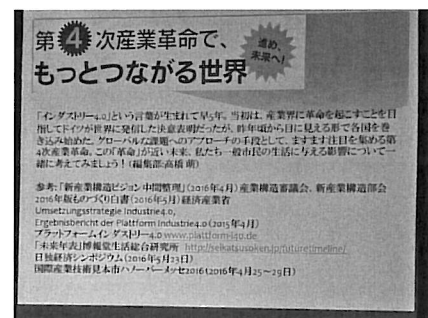 第4次産業革命で、
進め、
未来へ!
もっとつながる世界
「インダストリー4.0」という言葉が生まれて早5年。当初は、産業界に革命を起こすことを目
指してドイツが世界に発信した決意表明だったが、昨年頃から目に見える形で各国を巻
き込み始めた。グローバルな課題へのアプローチの手段として、ますます注目を集める第
4次産業革命。この「革命」が近い未来、私たち一般市民の生活に与える影響について一
緒に考えてみましょう!(編集部:高橋 萌)
参考:「新産業構造ビジョン中間整理」(2016年4月)産業構造審議会、新産業構造部会
2016年版ものづくり白書(2016年5月)経済産業省
Umsetzungsstrategie Industrie4.0,
Ergebnisbericht der Plattform Industrie4.0(2015年4月)
プラットフォームインダストリー4.0 www.plattform-i40.de
「未来年表」博報堂生活総合研究所 http://seikatsusoken.jp/futuretimeline/
日独経済シンポジウム(2016年5月23日)
国際産業技術見本市ハノーバーメッセ2016(2016年4月25~29日)